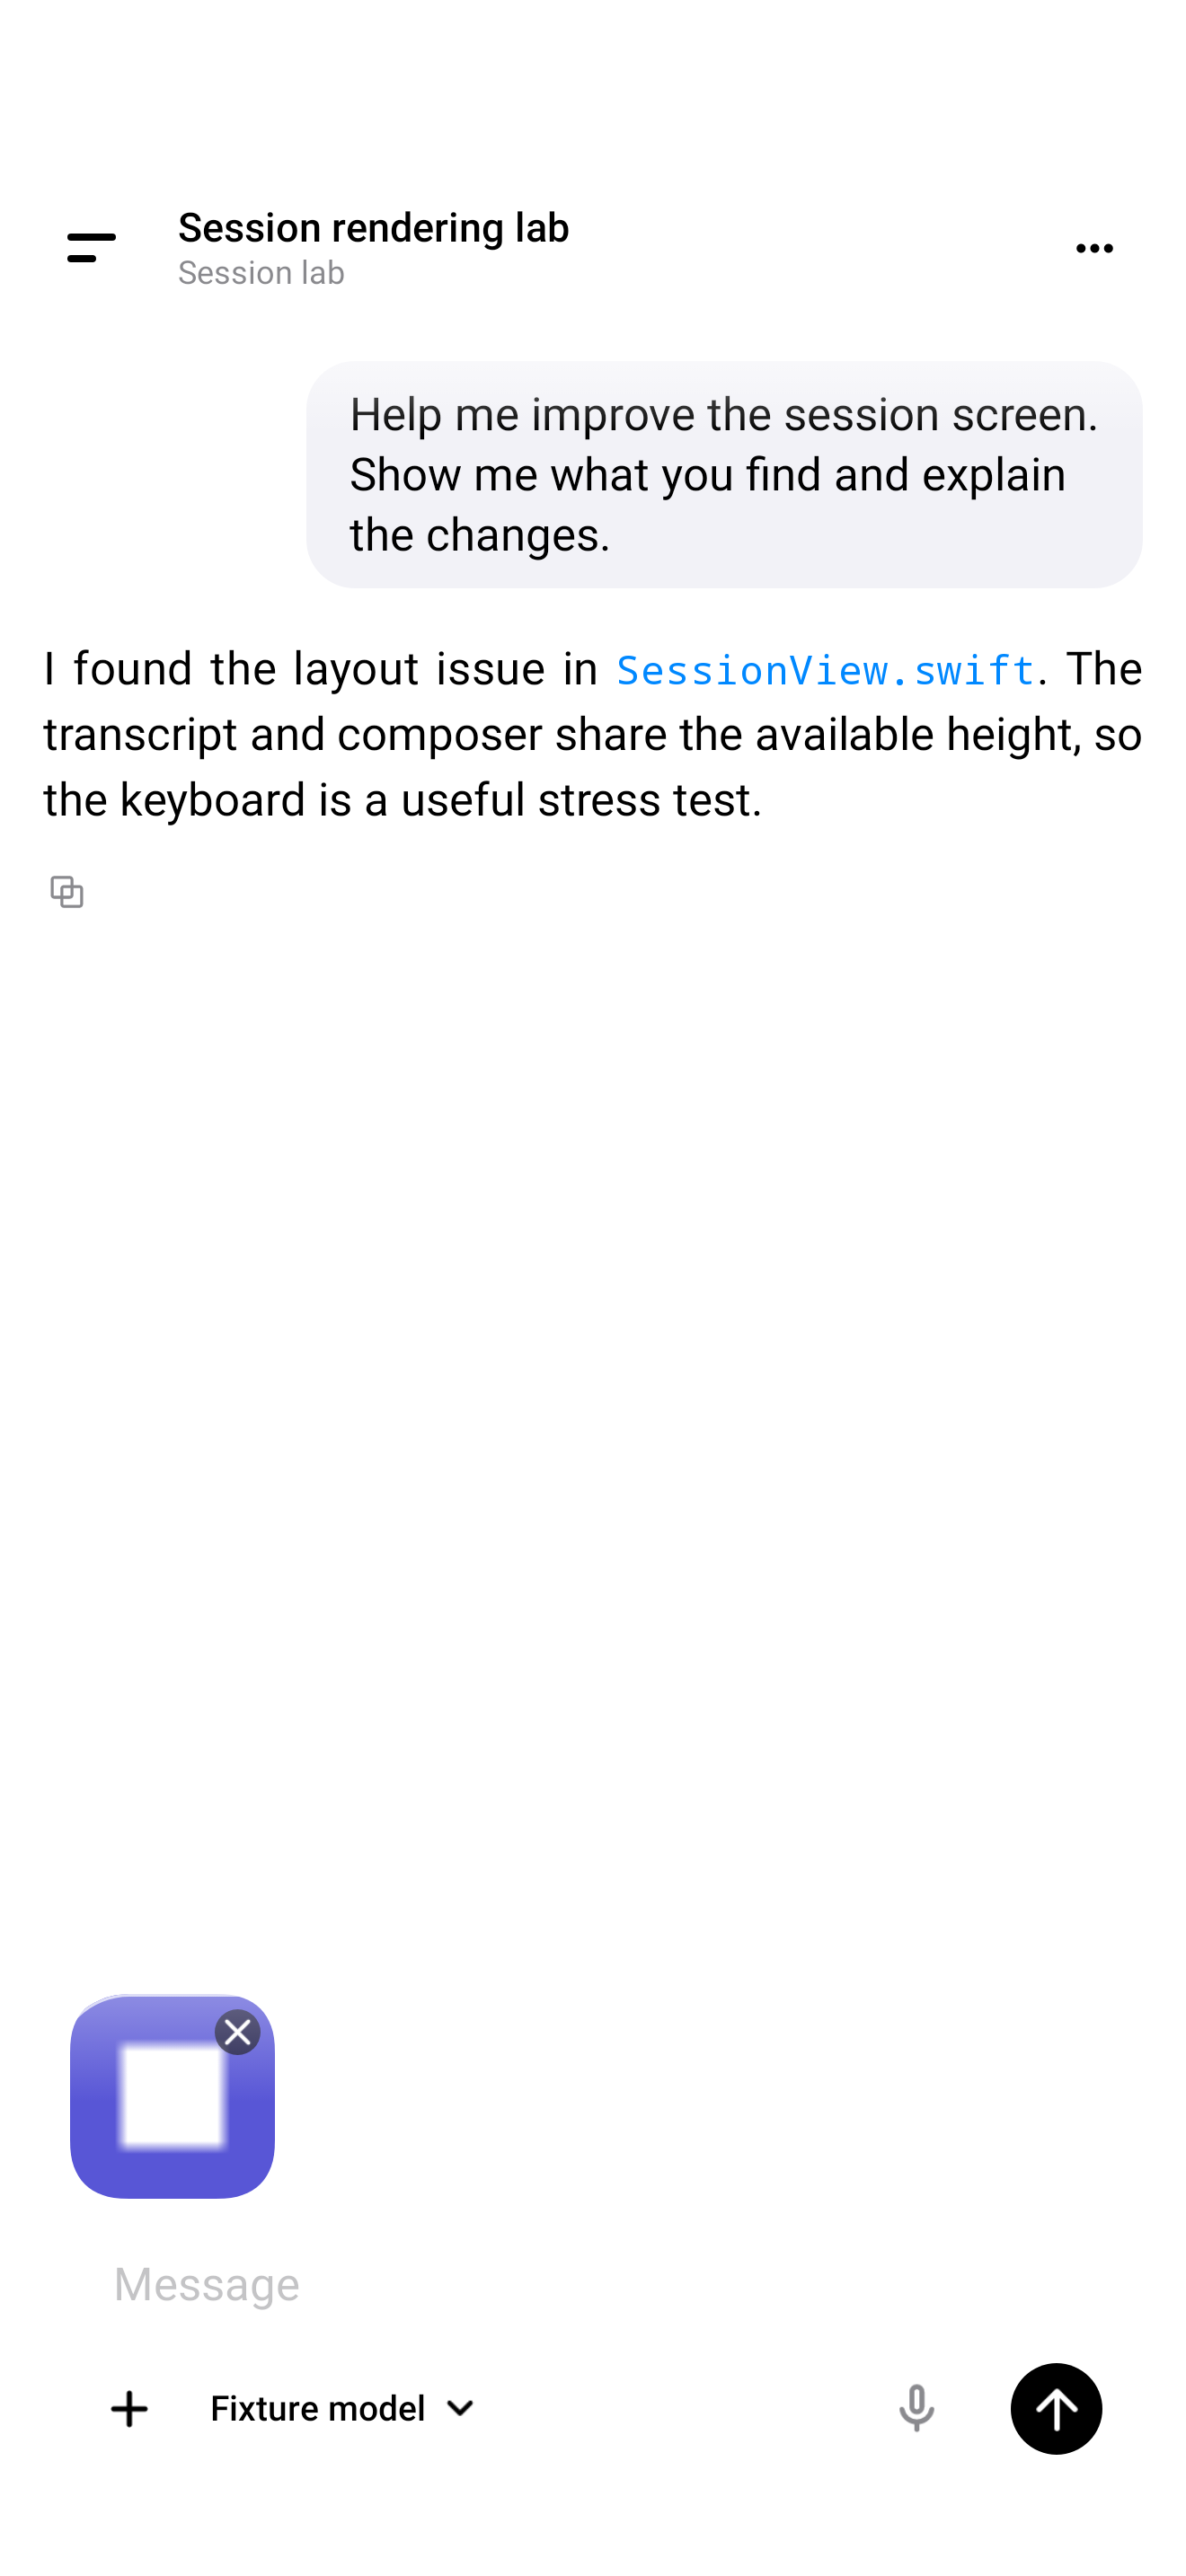 Session rendering lab
Session lab
Help me improve the session screen.
Show me what you find and explain
the changes.
I found the layout issue in SessionView.swift. The
transcript and composer share the available height, so
the keyboard is a useful stress test.
Message
Fixture model